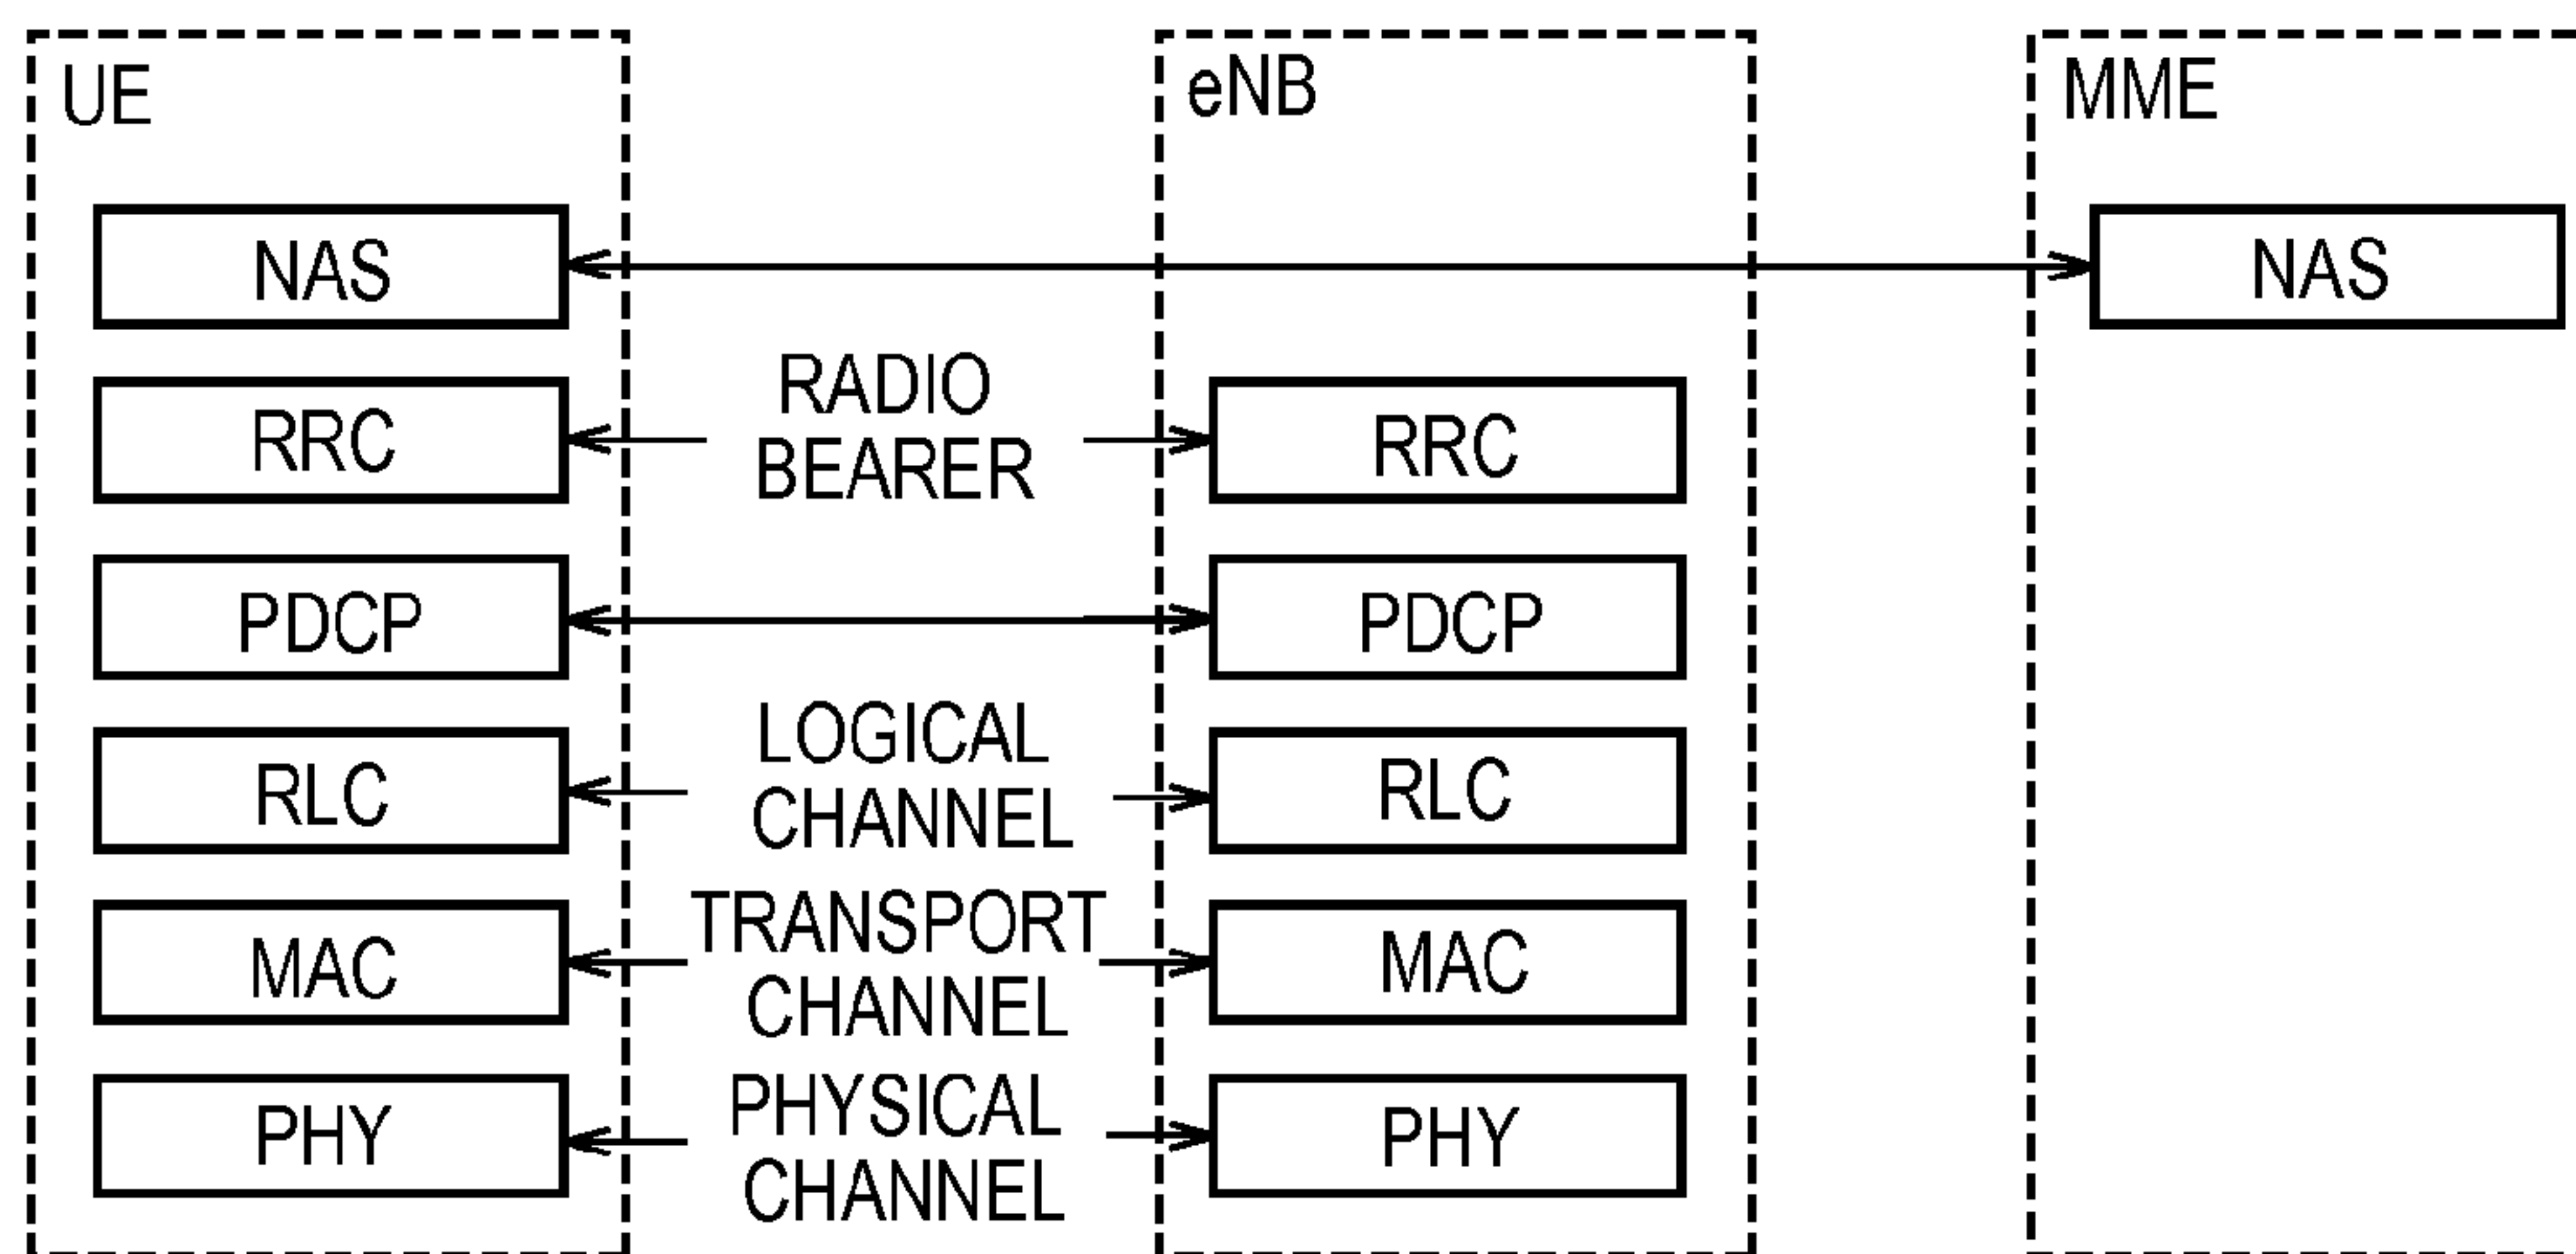 UE
eNB
MME
NAS
NAS
RADIO
BEARER
RRC
RRC
PDCP
PDCP
LOGICAL
CHANNEL
RLC
RLC
TRANSPORT
CHANNEL
MAC
MAC
PHYSICAL
CHANNEL
PHY
PHY